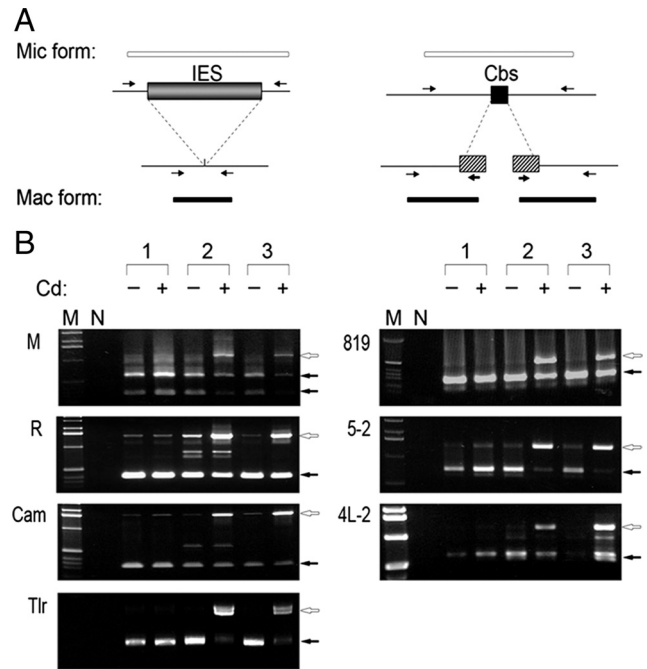 A
Mic form:
IES
Cbs
Mac form:
B
1 2 3
Cd: − + − + − +
M N
M
R
Cam
Tlr
1 2 3
− + − + − +
M N
819
5-2
4L-2